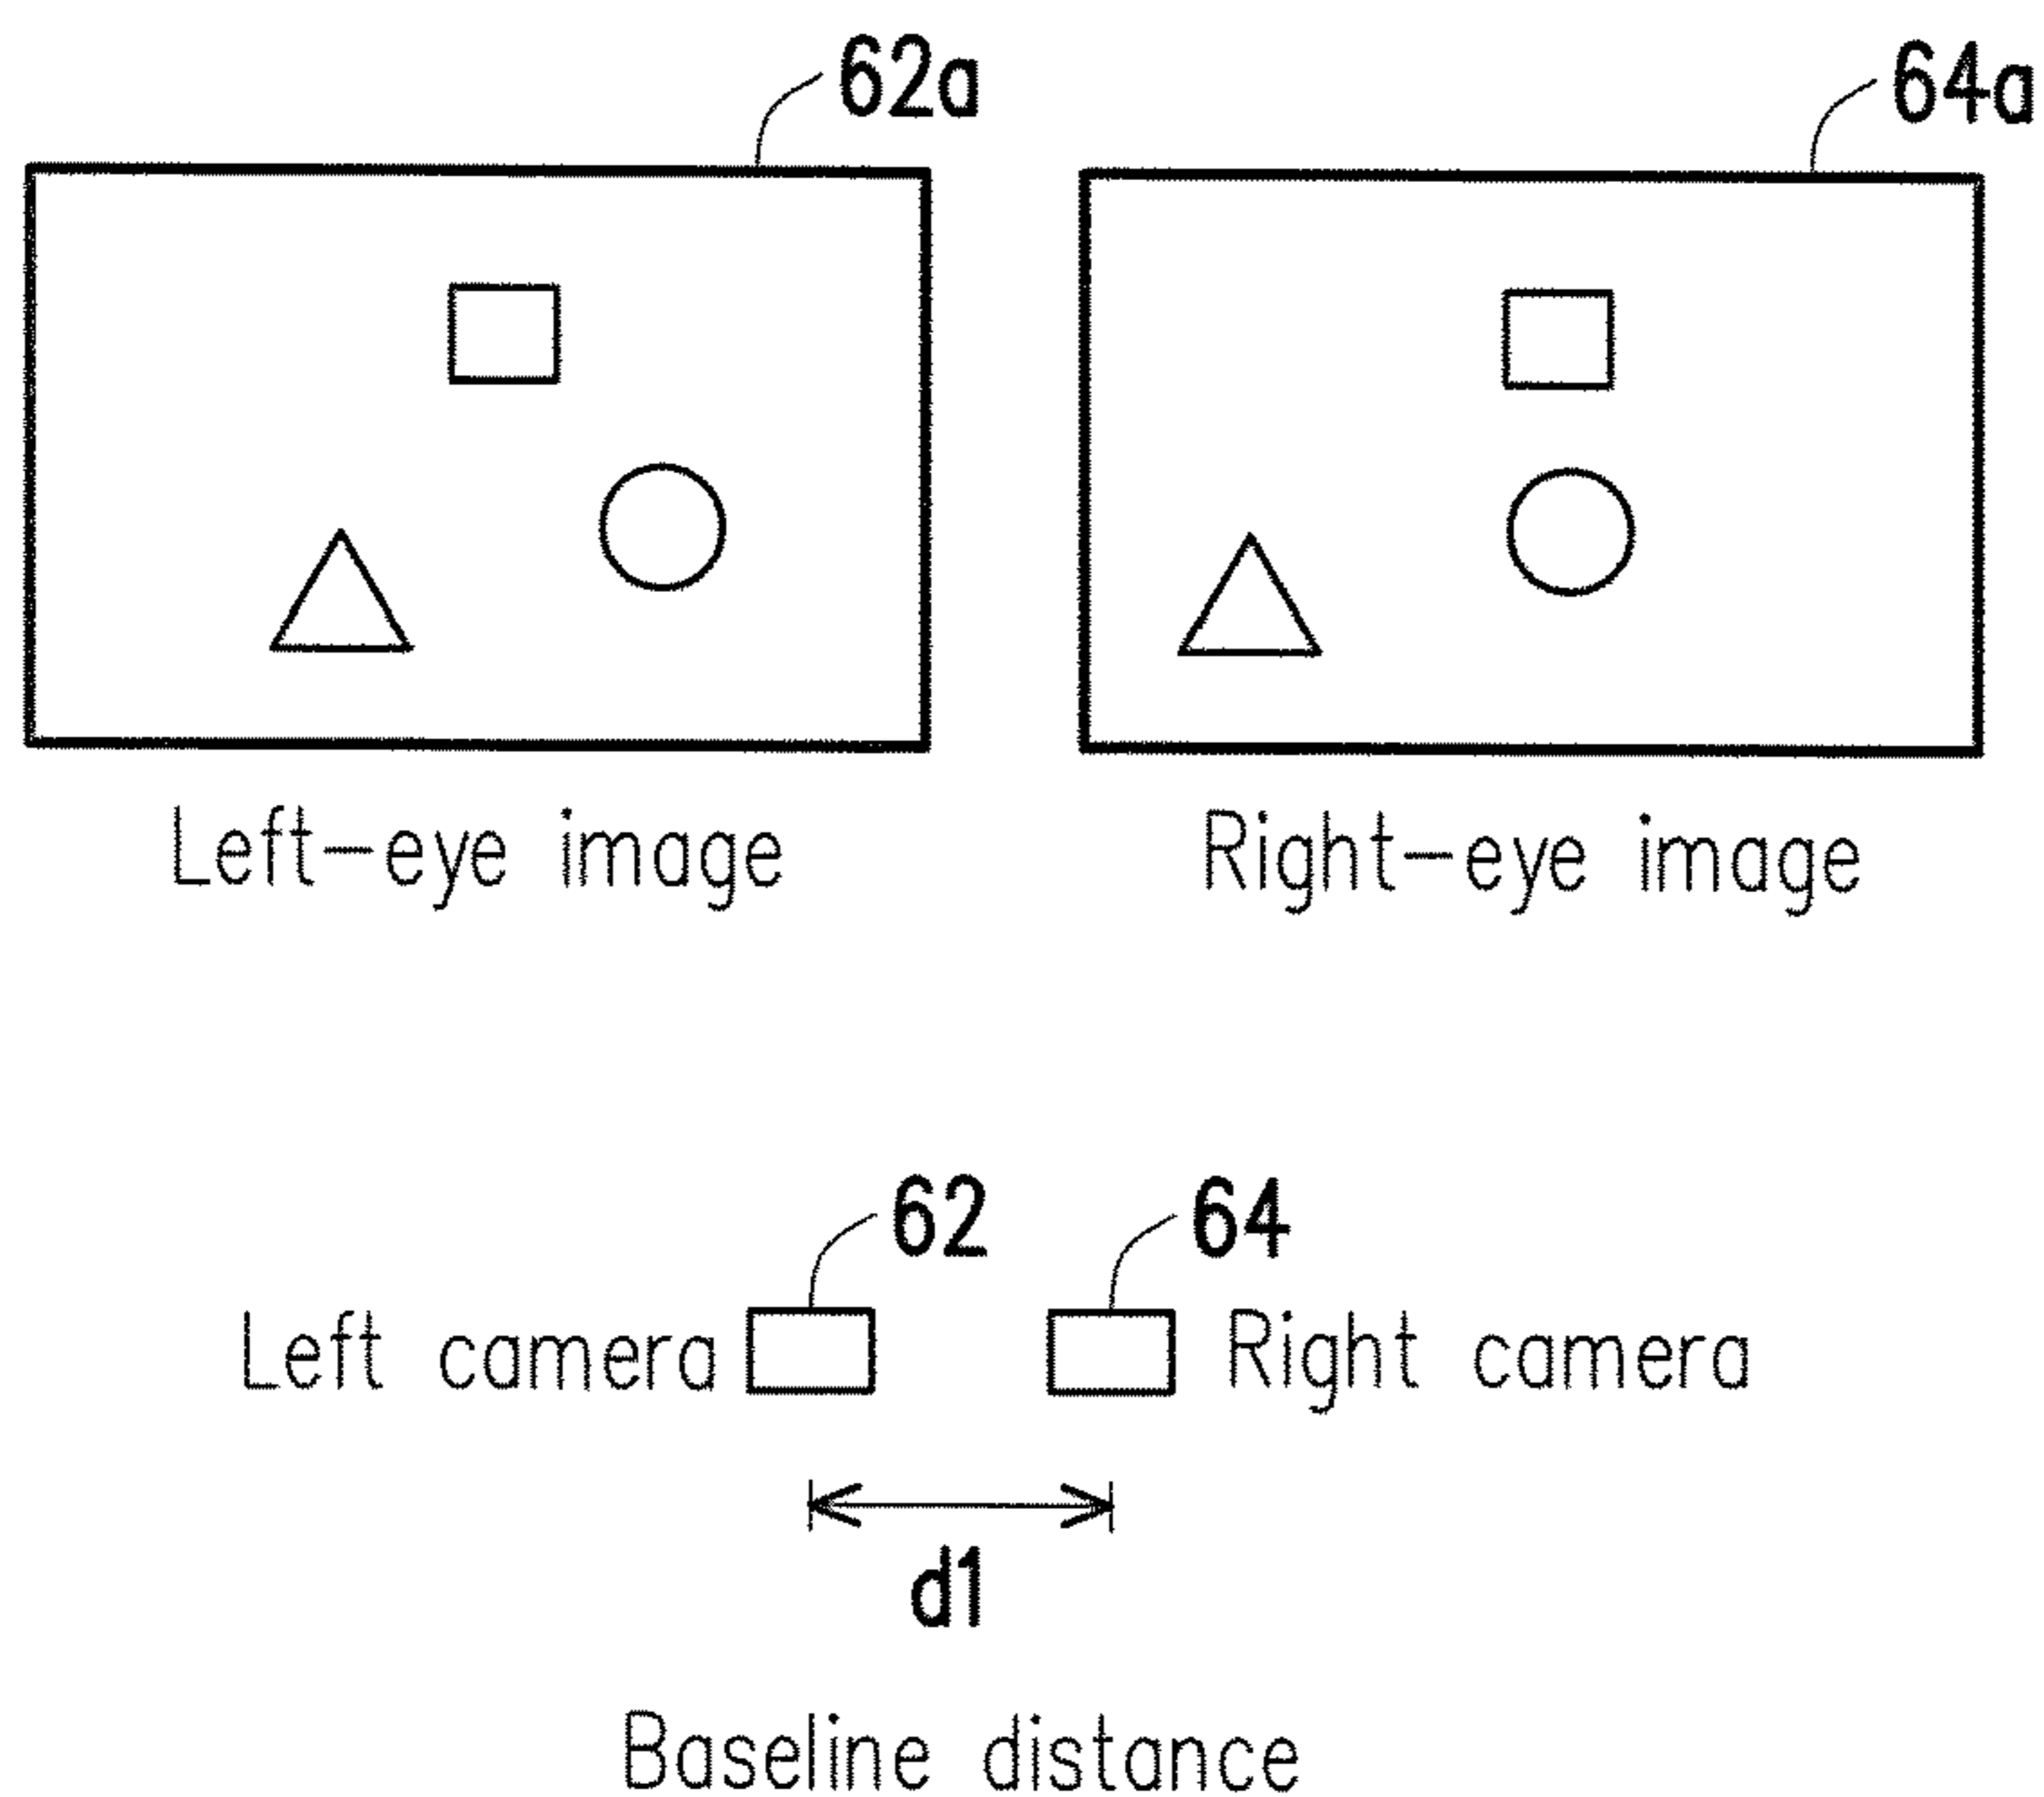 62a
64a
Left-eye image
Right-eye image
62
64
Left camera
Right camera
d1
Baseline distance